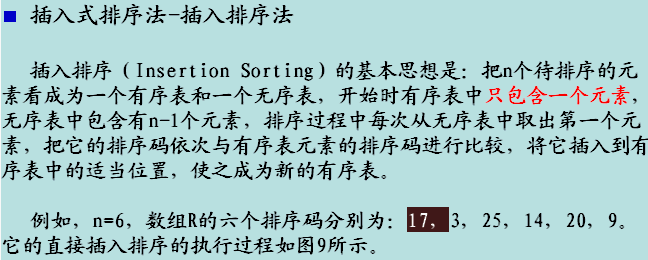 插入式排序法-插入排序法
插入排序（Insertion Sorting）的基本思想是：把n个待排序的元
素看成为一个有序表和一个无序表，开始时有序表中只包含一个元素，
无序表中包含有n-1个元素，排序过程中每次从无序表中取出第一个元
素，把它的排序码依次与有序表元素的排序码进行比较，将它插入到有
序表中的适当位置，使之成为新的有序表。
例如，n=6，数组R的六个排序码分别为：17，3，25，14，20，9。
它的直接插入排序的执行过程如图9所示。